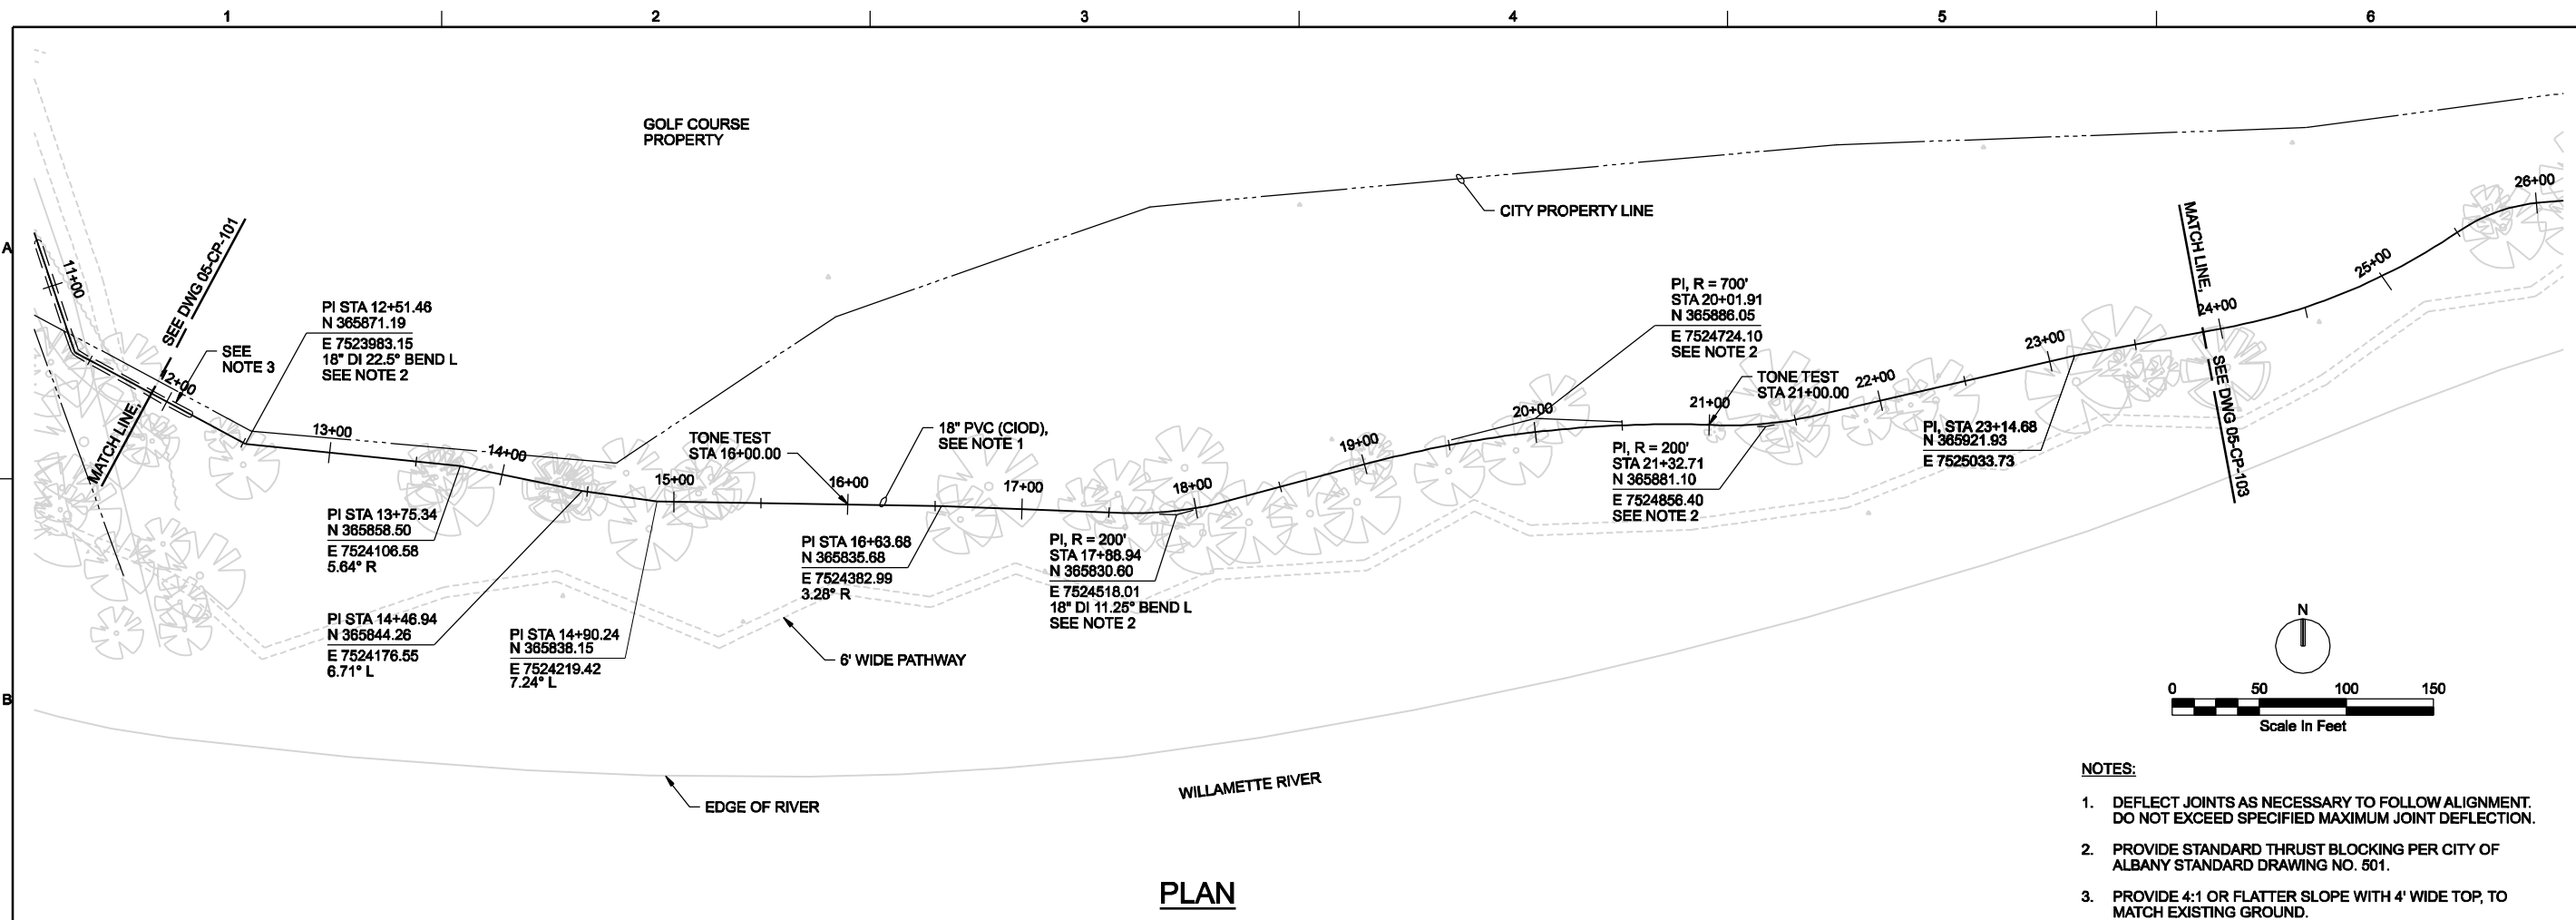 1
2
3
4
5
6
A
B
GOLF COURSE
PROPERTY
CITY PROPERTY LINE
SEE DWG 05-CP-101
MATCH LINE,
11+00
12+00
SEE
NOTE 3
PI STA 12+51.46
N 365871.19
E 7523983.15
18" DI 22.5° BEND L
SEE NOTE 2
13+00
14+00
15+00
TONE TEST
STA 16+00.00
16+00
18" PVC (CIOD),
SEE NOTE 1
17+00
18+00
19+00
20+00
PI, R = 700'
STA 20+01.91
N 365886.05
E 7524724.10
SEE NOTE 2
21+00
TONE TEST
STA 21+00.00
22+00
23+00
24+00
25+00
26+00
MATCH LINE,
SEE DWG 05-CP-103
PI STA 13+75.34
N 365858.50
E 7524106.58
5.64° R
PI STA 14+46.94
N 365844.26
E 7524176.55
6.71° L
PI STA 14+90.24
N 365838.15
E 7524219.42
7.24° L
PI STA 16+63.68
N 365835.68
E 7524382.99
3.28° R
PI, R = 200'
STA 17+88.94
N 365830.60
E 7524518.01
18" DI 11.25° BEND L
SEE NOTE 2
PI, R = 200'
STA 21+32.71
N 365881.10
E 7524856.40
SEE NOTE 2
PI, STA 23+14.68
N 365921.93
E 7525033.73
6' WIDE PATHWAY
EDGE OF RIVER
WILLAMETTE RIVER
N
0 50 100 150
Scale In Feet
NOTES:
1. DEFLECT JOINTS AS NECESSARY TO FOLLOW ALIGNMENT.
DO NOT EXCEED SPECIFIED MAXIMUM JOINT DEFLECTION.
2. PROVIDE STANDARD THRUST BLOCKING PER CITY OF
ALBANY STANDARD DRAWING NO. 501.
3. PROVIDE 4:1 OR FLATTER SLOPE WITH 4' WIDE TOP, TO
MATCH EXISTING GROUND.
PLAN